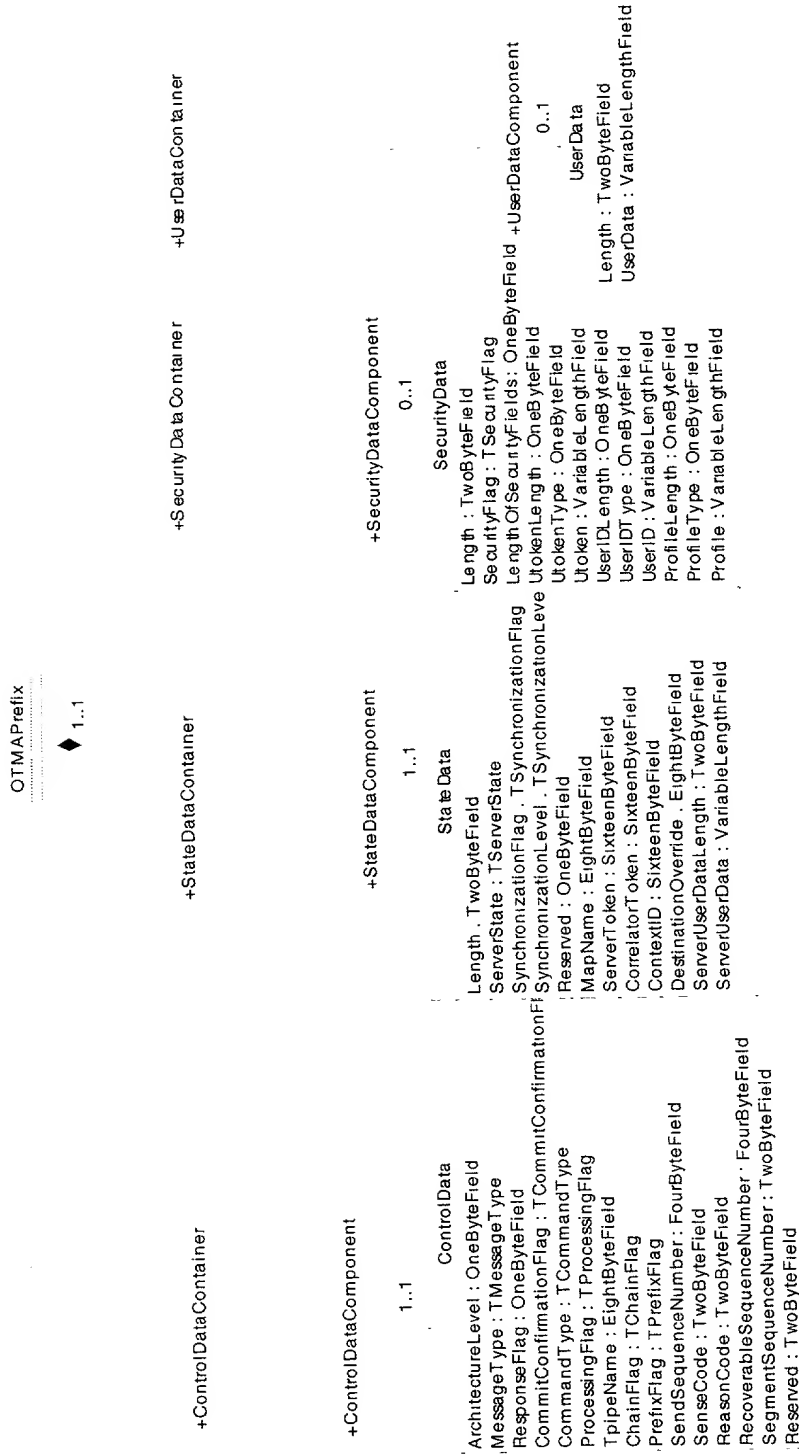 OTMAPrefix
1..1
+ControlDataContainer
+StateDataContainer
+SecurityDataContainer
+UserDataContainer
+ControlDataComponent
1..1
ControlData
ArchitectureLevel : OneByteField
MessageType : TMessageType
ResponseFlag : OneByteField
CommitConfirmationFlag : TCommitConfirmationFl
CommandType : TCommandType
ProcessingFlag : TProcessingFlag
TpipeName : EightByteField
ChainFlag : TChainFlag
PrefixFlag : TPrefixFlag
SendSequenceNumber : FourByteField
SenseCode : TwoByteField
ReasonCode : TwoByteField
RecoverableSequenceNumber : FourByteField
SegmentSequenceNumber : TwoByteField
Reserved : TwoByteField
+StateDataComponent
1..1
StateData
Length . TwoByteField
ServerState : TServerState
SynchronizationFlag . TSynchronizationFlag
SynchronizationLevel . TSynchronizationLeve
Reserved : OneByteField
MapName : EightByteField
ServerToken : SixteenByteField
CorrelatorToken : SixteenByteField
ContextID : SixteenByteField
DestinationOverride . EightByteField
ServerUserDataLength : TwoByteField
ServerUserData : VariableLengthField
+SecurityDataComponent
0..1
SecurityData
Length : TwoByteField
SecurityFlag : TSecurityFlag
LengthOfSecurityFields: OneByteField
UtokenLength : OneByteField
UtokenType : OneByteField
Utoken : VariableLengthField
UserIDLength : OneByteField
UserIDType : OneByteField
UserID : VariableLengthField
ProfileLength : OneByteField
ProfileType : OneByteField
Profile : VariableLengthField
+UserDataComponent
0..1
UserData
Length : TwoByteField
UserData : VariableLengthField